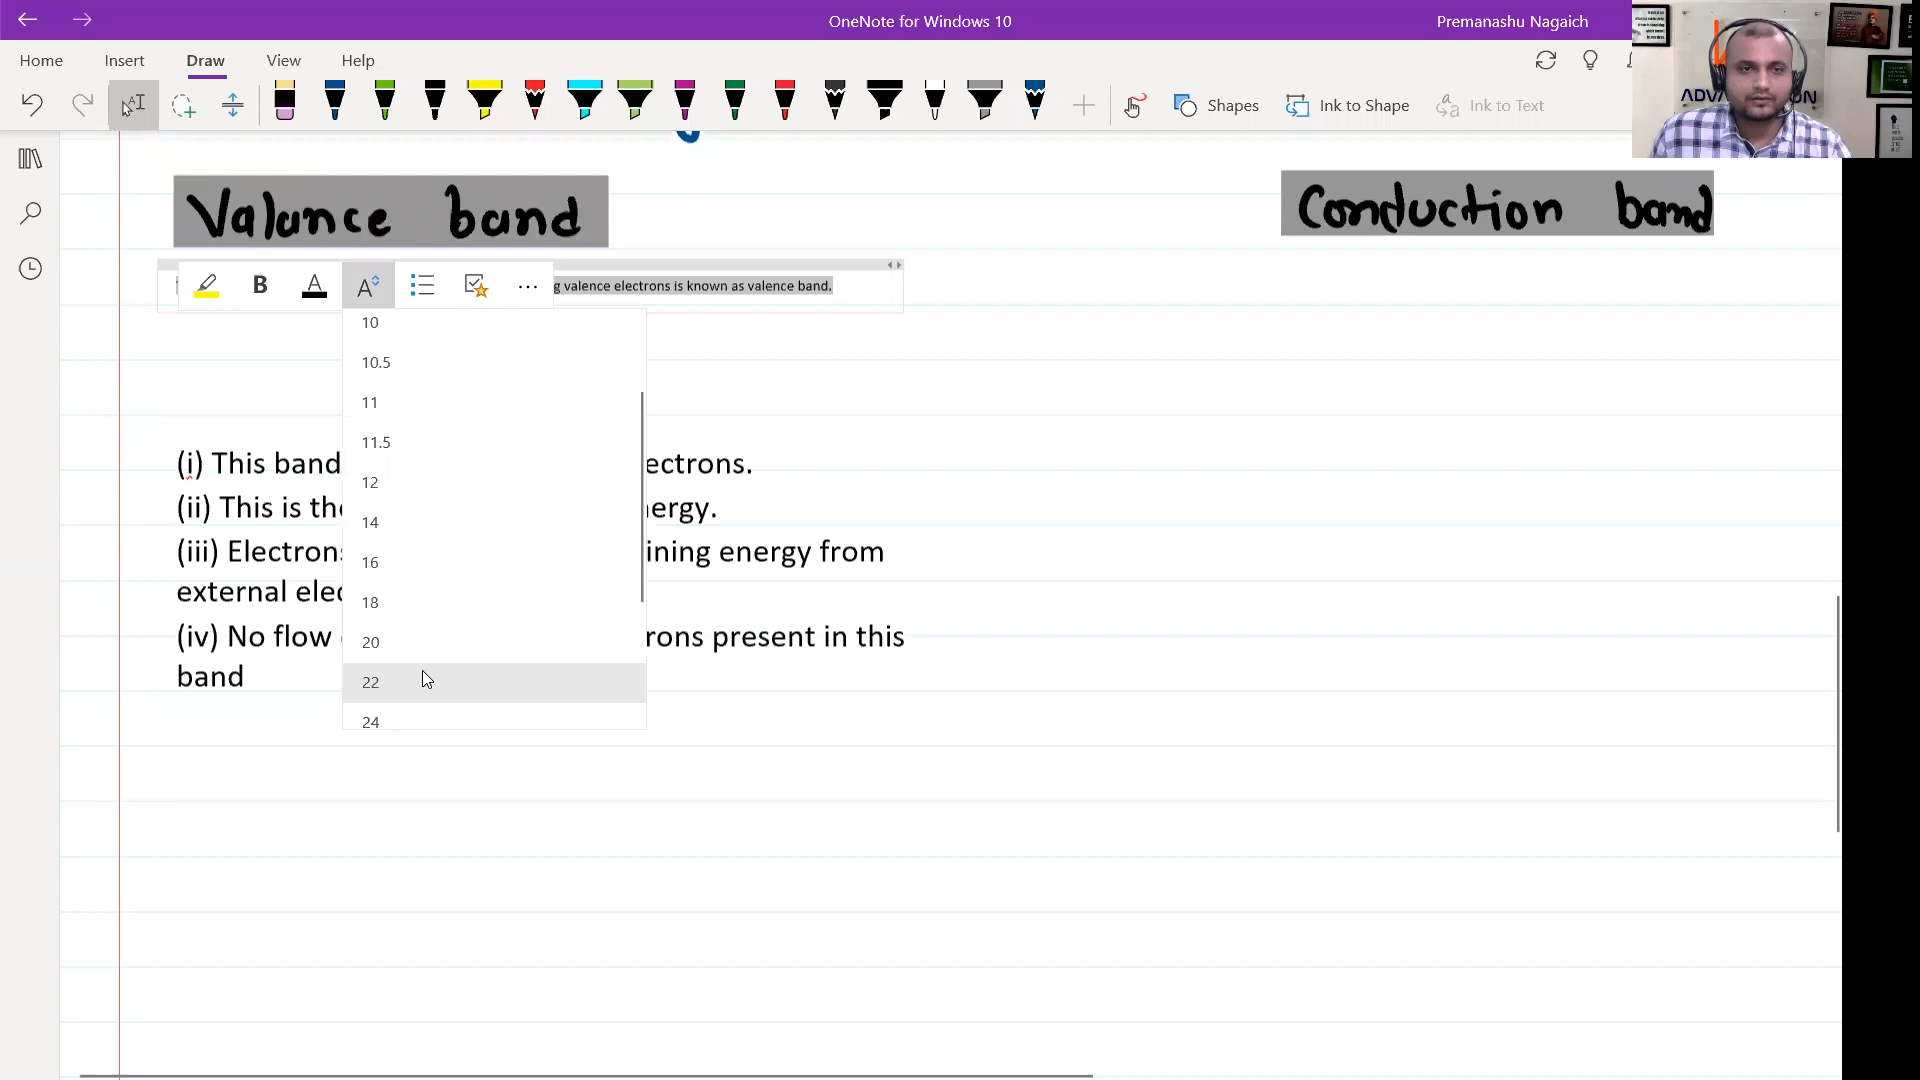 OneNote for Windows 10
Premanashu Nagaich
Home Insert Draw View Help
Shapes Ink to Shape Ink to Text
Valance band
Conduction band
B A A
g valence electrons is known as valence band.
10
10.5
11
11.5
12
14
16
18
20
22
24
(i) This band ectrons.
(ii) This is the ergy.
(iii) Electrons ining energy from
external elec
(iv) No flow rons present in this
band